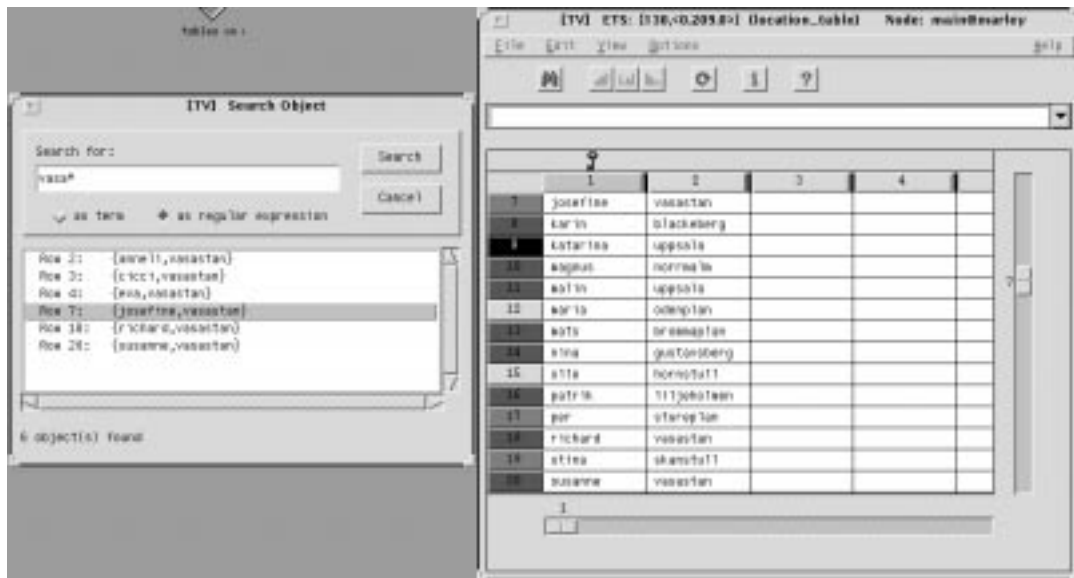 tables on:
[TV] Search Object
Search for:
vasa*
Search
Cancel
as term
as regular expression
Row 2: {anneli,vasastan}
Row 3: {cicci,vasastan}
Row 4: {eva,vasastan}
Row 7: {josefine,vasastan}
Row 18: {richard,vasastan}
Row 20: {susanne,vasastan}
6 object(s) found
[TV] ETS: [130,<0.209.0>] (location_table) Node: main@marley
File Edit View Options Help
1 2 3 4
7 josefine vasastan
8 karin blackeberg
9 katarina uppsala
10 magnus norrmalm
11 malin uppsala
12 maria odenplan
13 mats brommaplan
14 nina gustavsberg
15 bornstull
16 patrik liljeholmen
17 per stureplan
18 richard vasastan
19 stina skanstull
20 susanne vasastan
7
1